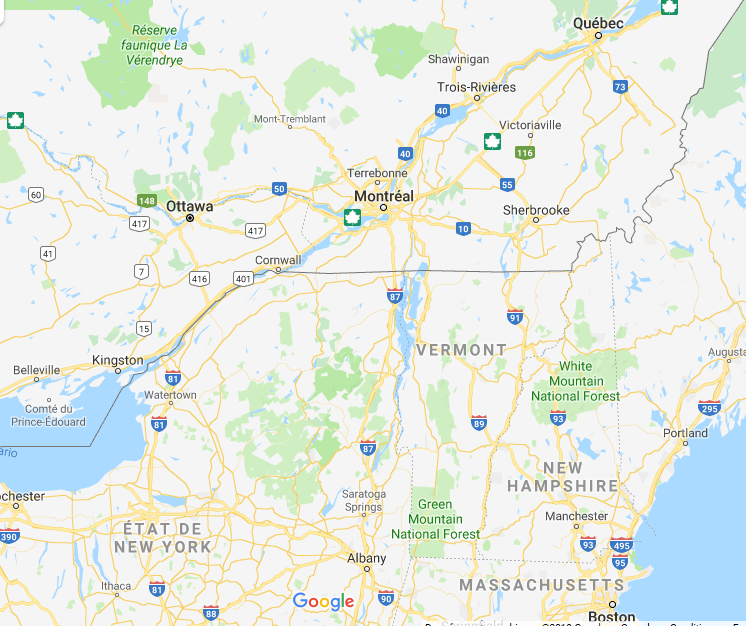 Québec
Réserve
faunique La
Vérendrye
Shawinigan
Trois-Rivières
73
40
Mont-Tremblant
Victoriaville
116
40
Terrebonne
50
55
60
148
Ottawa
Montréal
Sherbrooke
417
417
10
41
Cornwall
7
416
401
87
91
15
VERMONT
Kingston
Augusta
White
Mountain
National Forest
Belleville
81
Watertown
Comté du
Prince-Édouard
295
93
81
89
Portland
87
NEW
HAMPSHIRE
Saratoga
Springs
Green
Mountain
National Forest
Manchester
ÉTAT DE
NEW YORK
390
93
495
95
Albany
Ithaca
81
MASSACHUSETTS
88
Google
90
Boston